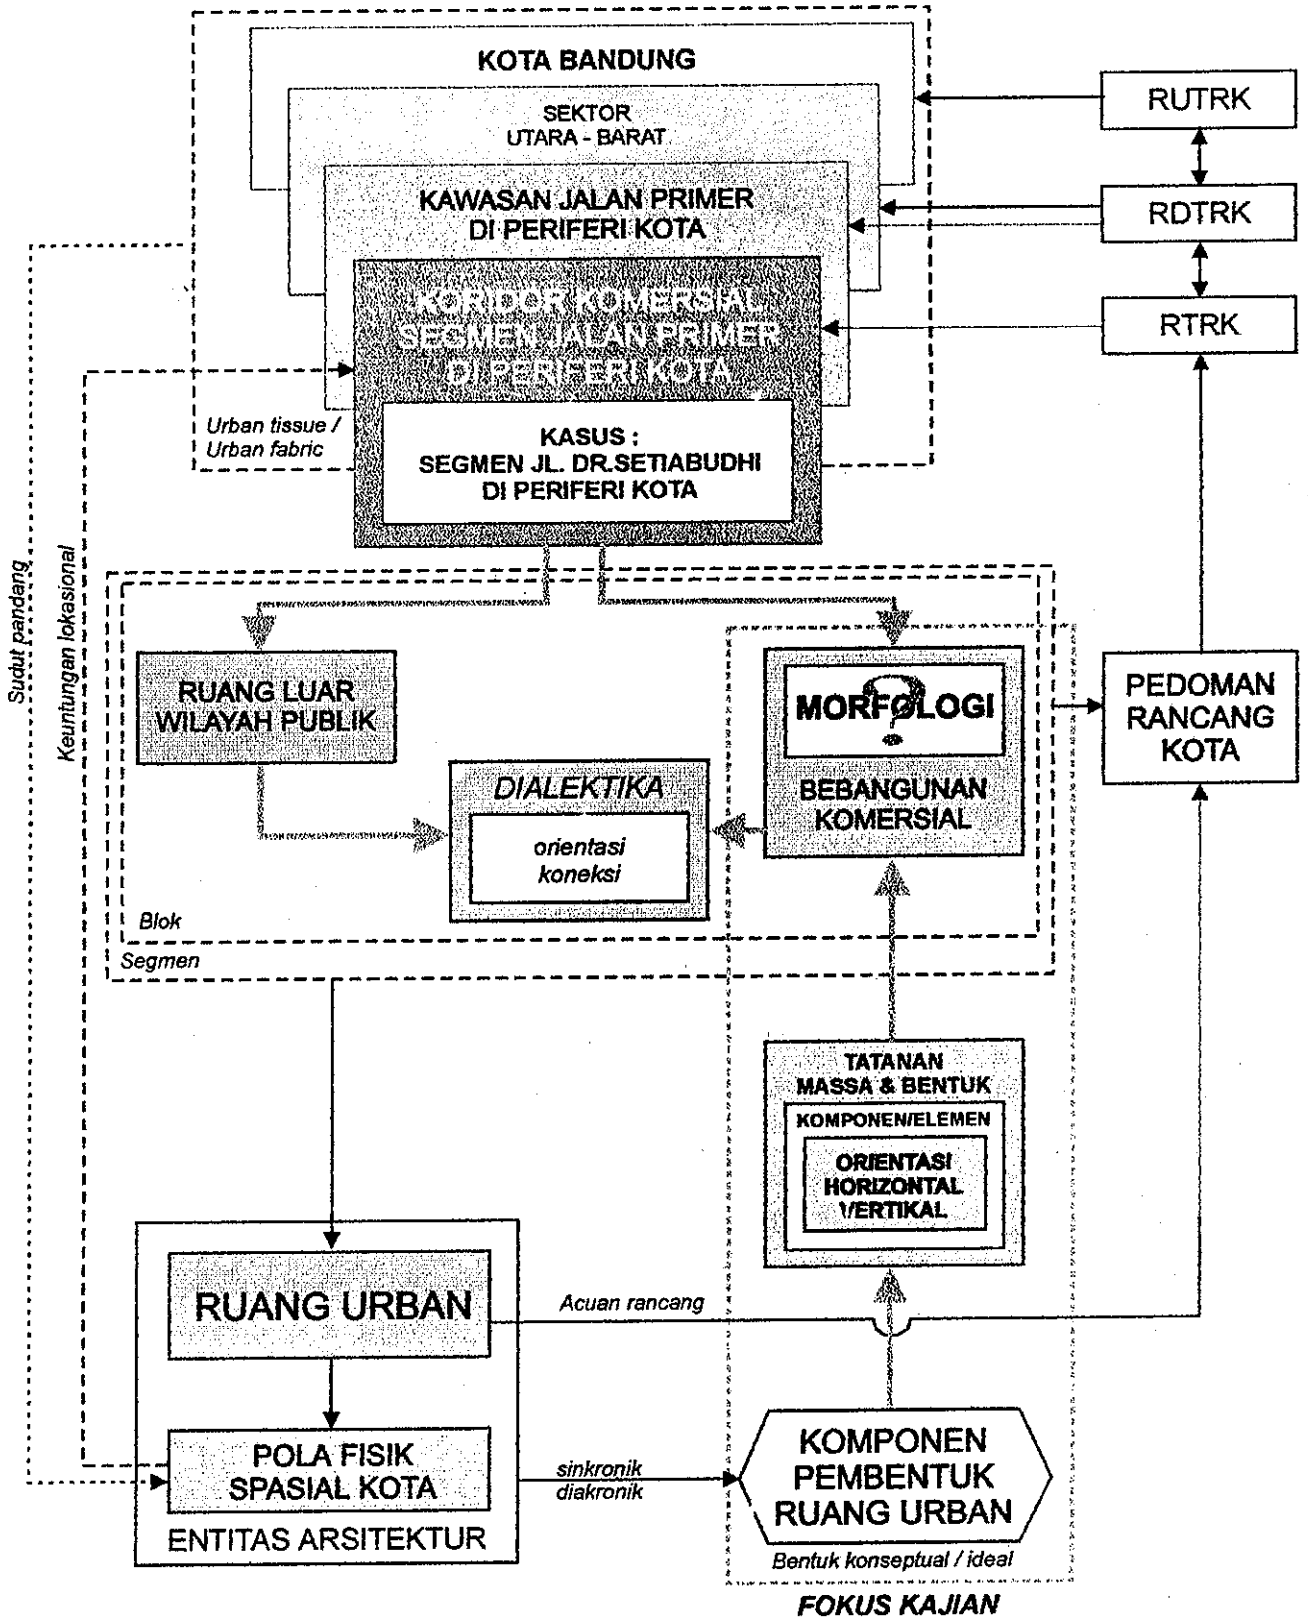 KOTA BANDUNG
RUTRK
SEKTOR
UTARA - BARAT
KAWASAN JALAN PRIMER
DI PERIFERI KOTA
RDTRK
KORIDOR KOMERSIAL
SEGMEN JALAN PRIMER
DI PERIFERI KOTA
RTRK
Urban tissue /
Urban fabric
KASUS :
SEGMEN JL. DR.SETIABUDHI
DI PERIFERI KOTA
Sudut pandang
Keuntungan lokasional
RUANG LUAR
WILAYAH PUBLIK
?
MORFOLOGI
BEBANGUNAN
KOMERSIAL
PEDOMAN
RANCANG
KOTA
DIALEKTIKA
orientasi
koneksi
Blok
Segmen
TATANAN
MASSA & BENTUK
KOMPONEN/ELEMEN
ORIENTASI
HORIZONTAL
VERTIKAL
RUANG URBAN
Acuan rancang
POLA FISIK
SPASIAL KOTA
ENTITAS ARSITEKTUR
sinkronik
diakronik
KOMPONEN
PEMBENTUK
RUANG URBAN
Bentuk konseptual / ideal
FOKUS KAJIAN